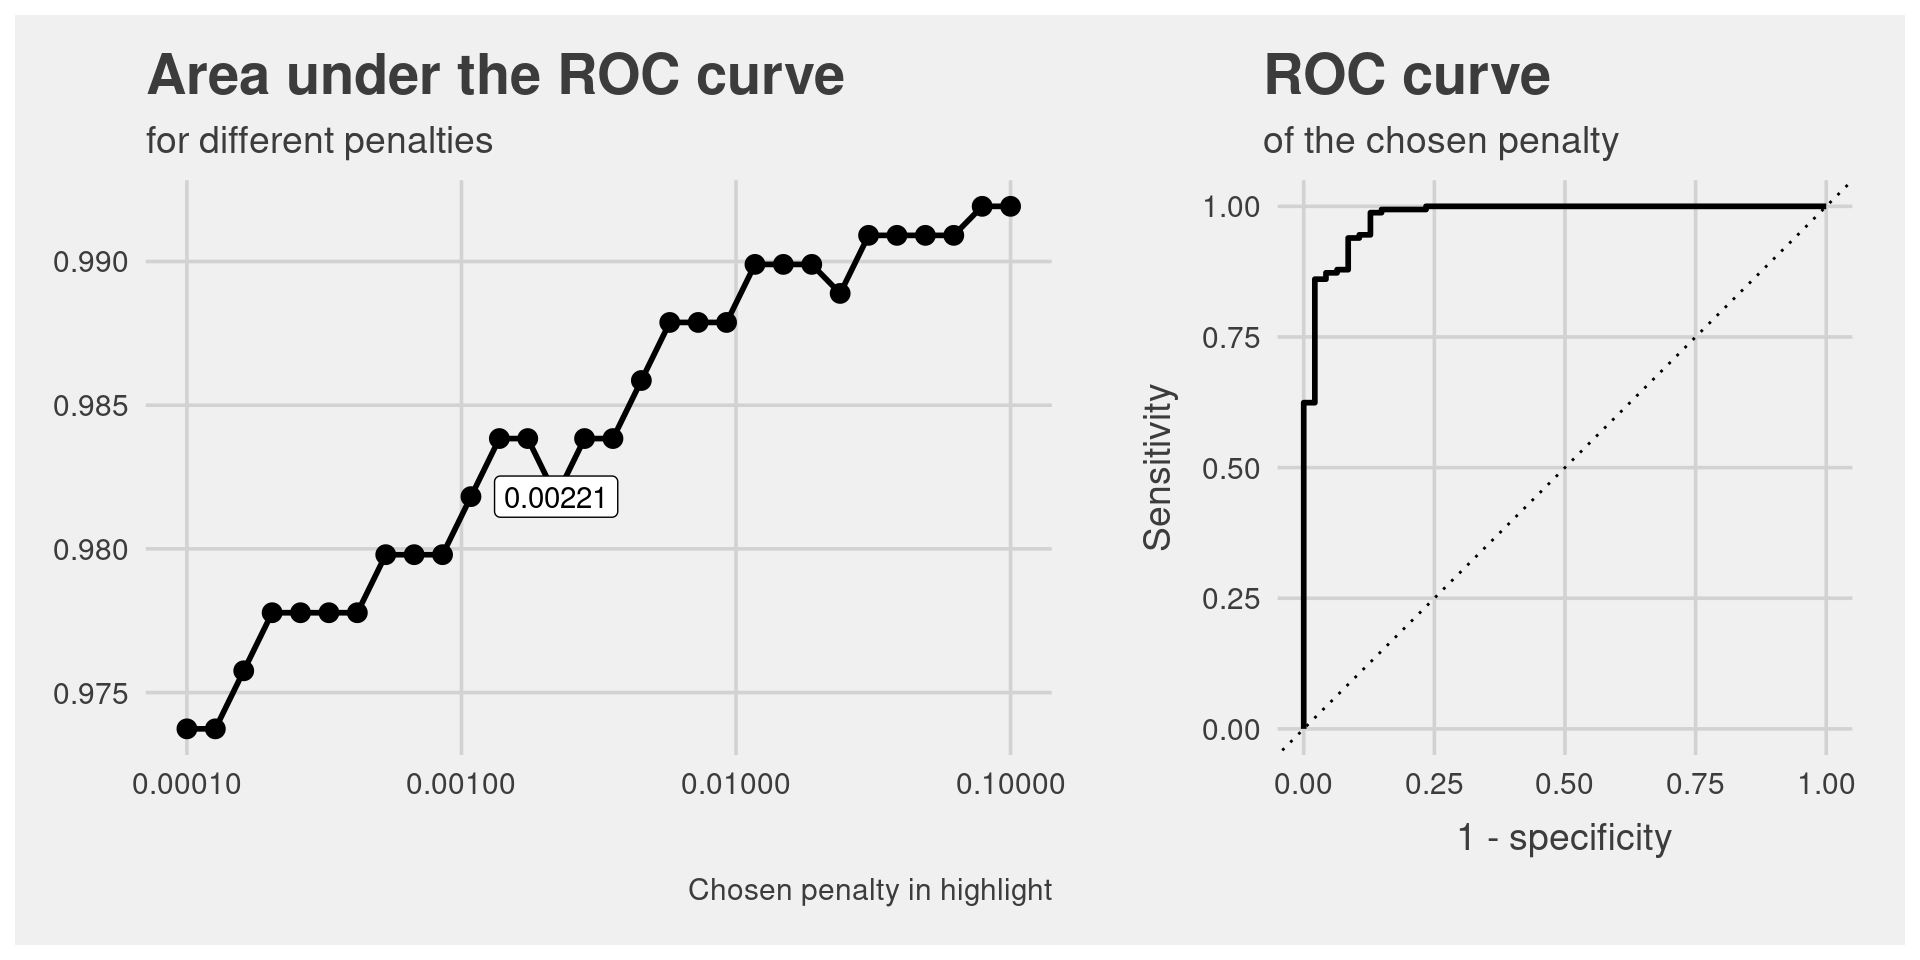 Area under the ROC curve
for different penalties
0.990
0.985
0.980
0.975
0.00221
0.00010 0.00100 0.01000 0.10000
Chosen penalty in highlight
ROC curve
of the chosen penalty
Sensitivity
1.00
0.75
0.50
0.25
0.00
0.00 0.25 0.50 0.75 1.00
1 - specificity